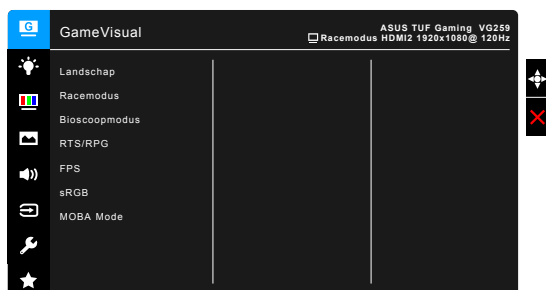 G
GameVisual
ASUS TUF Gaming VG259
Racemodus HDMI2 1920x1080@ 120Hz
Landschap
Racemodus
Bioscoopmodus
RTS/RPG
FPS
sRGB
MOBA Mode